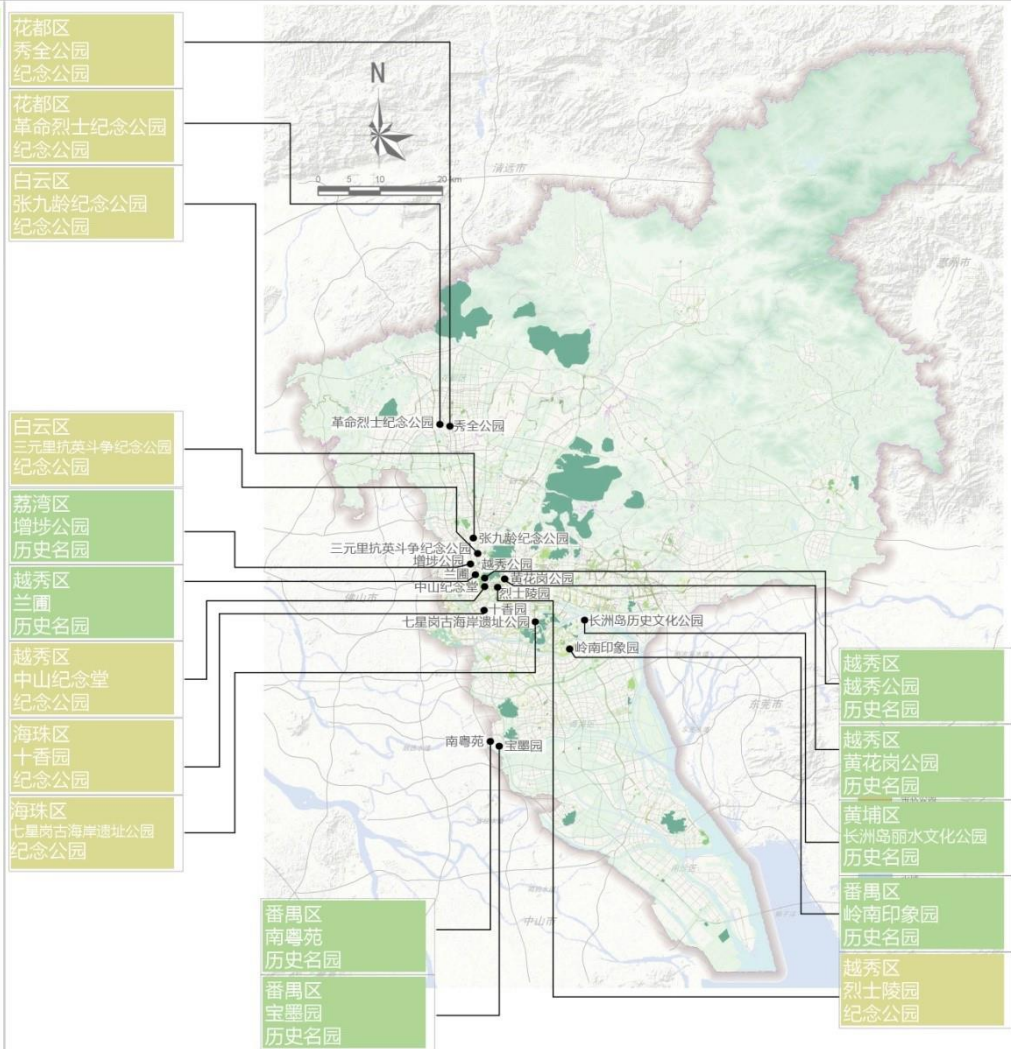 花都区
秀全公园
纪念公园
花都区
革命烈士纪念公园
纪念公园
白云区
张九龄纪念公园
纪念公园
白云区
三元里抗英斗争纪念公园
纪念公园
荔湾区
增埗公园
历史名园
越秀区
兰圃
历史名园
越秀区
中山纪念堂
纪念公园
海珠区
十香园
纪念公园
海珠区
七星岗古海岸遗址公园
纪念公园
N
0 5 10 20 km
清远市
惠州市
革命烈士纪念公园
秀全公园
张九龄纪念公园
三元里抗英斗争纪念公园
增埗公园
越秀公园
兰圃
黄花岗公园
中山纪念堂
烈士陵园
佛山市
十香园
七星岗古海岸遗址公园
长洲岛历史文化公园
岭南印象园
东莞市
南粤苑
宝墨园
中山市
番禺区
南粤苑
历史名园
番禺区
宝墨园
历史名园
越秀区
越秀公园
历史名园
越秀区
黄花岗公园
历史名园
黄埔区
长洲岛丽水文化公园
历史名园
番禺区
岭南印象园
历史名园
越秀区
烈士陵园
纪念公园